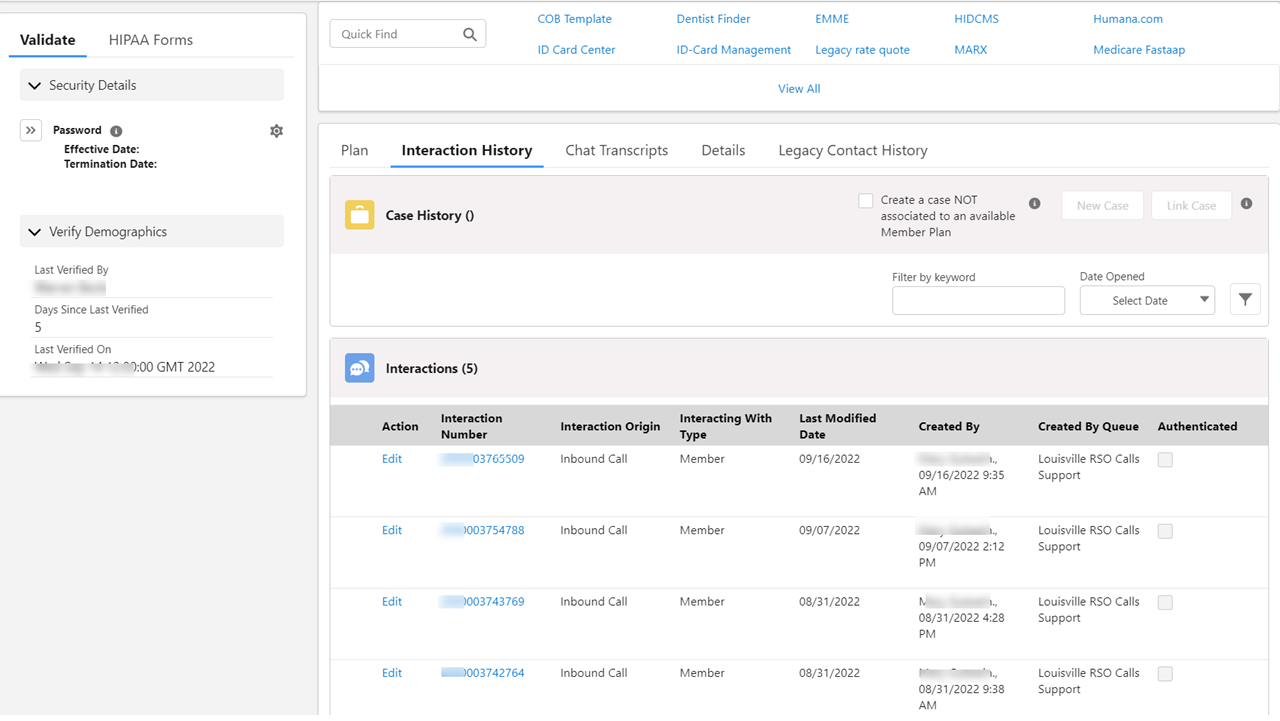 Validate
HIPAA Forms
Security Details
Password
Effective Date:
Termination Date:
Verify Demographics
Last Verified By
Days Since Last Verified
5
Last Verified On
:00 GMT 2022
Quick Find
COB Template
Dentist Finder
EMME
HIDCMS
Humana.com
ID Card Center
ID-Card Management
Legacy rate quote
MARX
Medicare Fastaap
View All
Plan
Interaction History
Chat Transcripts
Details
Legacy Contact History
Case History ()
Create a case NOT
associated to an available
Member Plan
New Case
Link Case
Filter by keyword
Date Opened
Select Date
Interactions (5)
Action
Interaction
Number
Interaction Origin
Interacting With
Type
Last Modified
Date
Created By
Created By Queue
Authenticated
Edit
03765509
Inbound Call
Member
09/16/2022
09/16/2022 9:35
AM
Louisville RSO Calls
Support
Edit
0003754788
Inbound Call
Member
09/07/2022
09/07/2022 2:12
PM
Louisville RSO Calls
Support
Edit
0003743769
Inbound Call
Member
08/31/2022
08/31/2022 4:28
PM
Louisville RSO Calls
Support
Edit
0003742764
Inbound Call
Member
08/31/2022
08/31/2022 9:38
AM
Louisville RSO Calls
Support